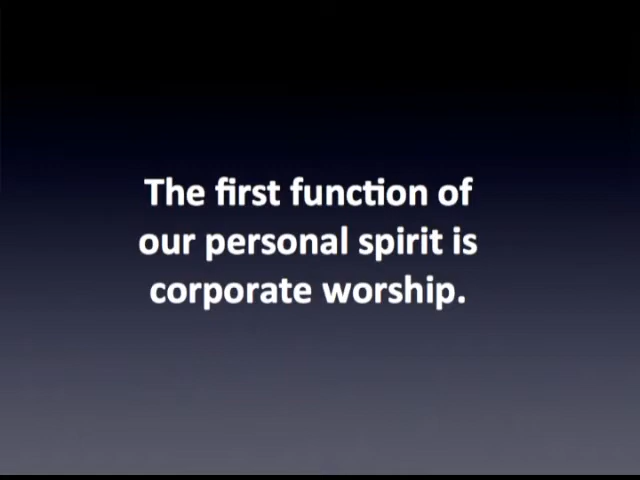 The first function of
our personal spirit is
corporate worship.